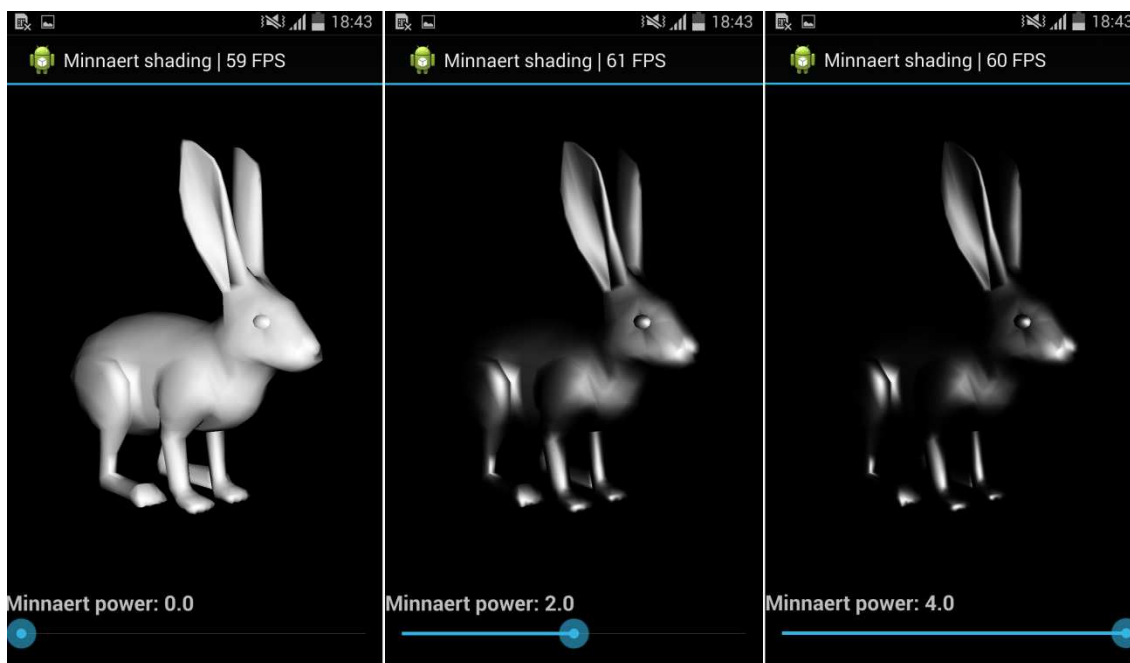 18:43
Minnaert shading | 59 FPS
Minnaert power: 0.0
18:43
Minnaert shading | 61 FPS
Minnaert power: 2.0
18:43
Minnaert shading | 60 FPS
Minnaert power: 4.0